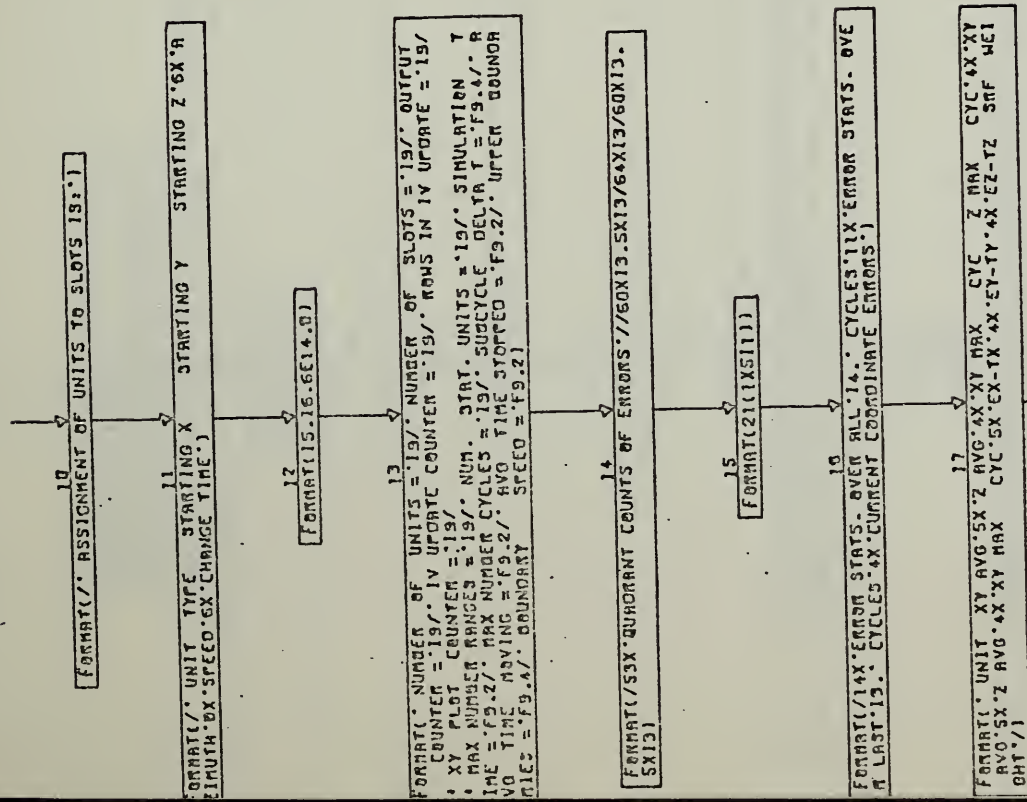 10
FORMAT(/' ASSIGNMENT OF UNITS TO SLOTS IS:')
11
FORMAT(/' UNIT TYPE STARTING X STARTING Y STARTING Z'6X'A
ZIMUTH'8X'SPEED'6X'CHANGE TIME')
12
FORMAT(I5,I6,6E14.0)
13
FORMAT(' NUMBER OF UNITS ='I9/' NUMBER OF SLOTS ='I9/' OUTPUT
COUNTER ='I9/' IV UPDATE COUNTER ='I9/' ROWS IN IV UPDATE ='I9/
' XY PLOT COUNTER ='I9/
' MAX NUMBER RANGES ='I9/' NUM. STAT. UNITS ='I9/' SIMULATION T
IME ='F9.2/' MAX NUMBER CYCLES ='I9/' SUBCYCLE DELTA T ='F9.4/' A
VG TIME MOVING ='F9.2/' AVG TIME STOPPED ='F9.2/' UPPER BOUNDA
RIES ='F9.4/' BOUNDARY SPEED ='F9.2)
14
FORMAT(/53X'QUADRANT COUNTS OF ERRORS'//60XI3,5XI3/64XI3/60XI3,
5XI3)
15
FORMAT(21(1X5I1))
16
FORMAT(/14X'ERROR STATS. OVER ALL'I4,' CYCLES'11X'ERROR STATS. OVE
R LAST'I3,' CYCLES'4X'CURRENT COORDINATE ERRORS')
17
FORMAT(' UNIT XY AVG'5X'Z AVG'4X'XY MAX CYC Z MAX CYC'4X'XY
AVG'5X'Z AVG'4X'XY MAX CYC'5X'EX-TX'4X'EY-TY'4X'EZ-TZ SRF WEI
GHT'/)